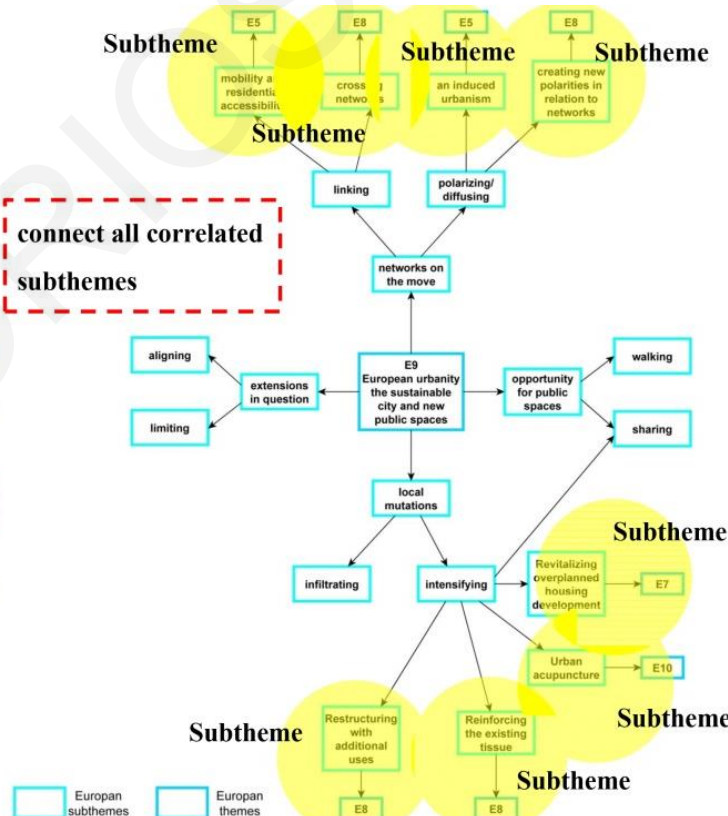 E5
E8
E5
E8
Subtheme
Subtheme
Subtheme
mobility
residential
accessibility
crossing
networks
an induced
urbanism
creating new
polarities in
relation to
networks
Subtheme
linking
polarizing/
diffusing
connect all correlated
subthemes
networks on
the move
aligning
limiting
extensions
in question
E9
European urbanity
the sustainable
city and new
public spaces
opportunity
for public
spaces
walking
sharing
local
mutations
infiltrating
intensifying
Subtheme
Revitalizing
overplanned
housing
development
E7
Urban
acupuncture
E10
Subtheme
Subtheme
Restructuring
with
additional
uses
Reinforcing
the existing
tissue
Subtheme
E8
E8
Europan
subthemes
Europan
themes